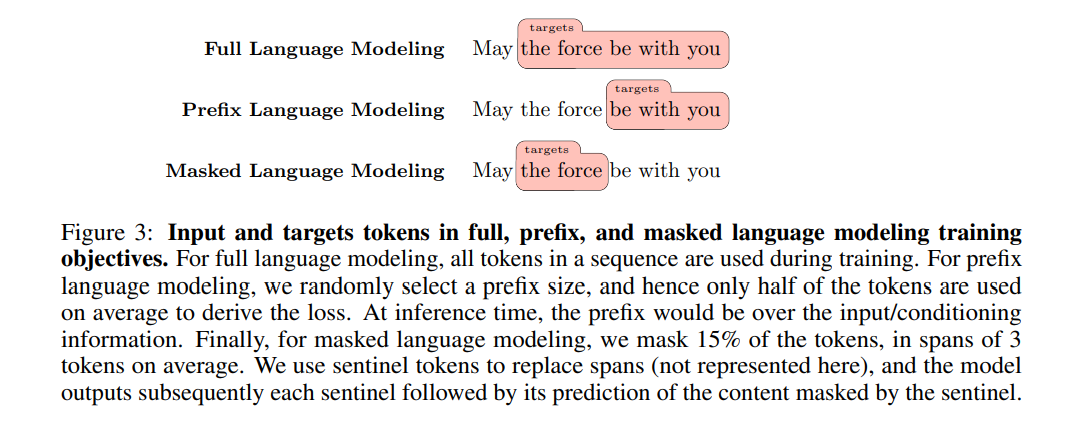 targets
Full Language Modeling May the force be with you
targets
Prefix Language Modeling May the force be with you
targets
Masked Language Modeling May the force be with you
Figure 3: Input and targets tokens in full, prefix, and masked language modeling training
objectives. For full language modeling, all tokens in a sequence are used during training. For prefix
language modeling, we randomly select a prefix size, and hence only half of the tokens are used
on average to derive the loss. At inference time, the prefix would be over the input/conditioning
information. Finally, for masked language modeling, we mask 15% of the tokens, in spans of 3
tokens on average. We use sentinel tokens to replace spans (not represented here), and the model
outputs subsequently each sentinel followed by its prediction of the content masked by the sentinel.